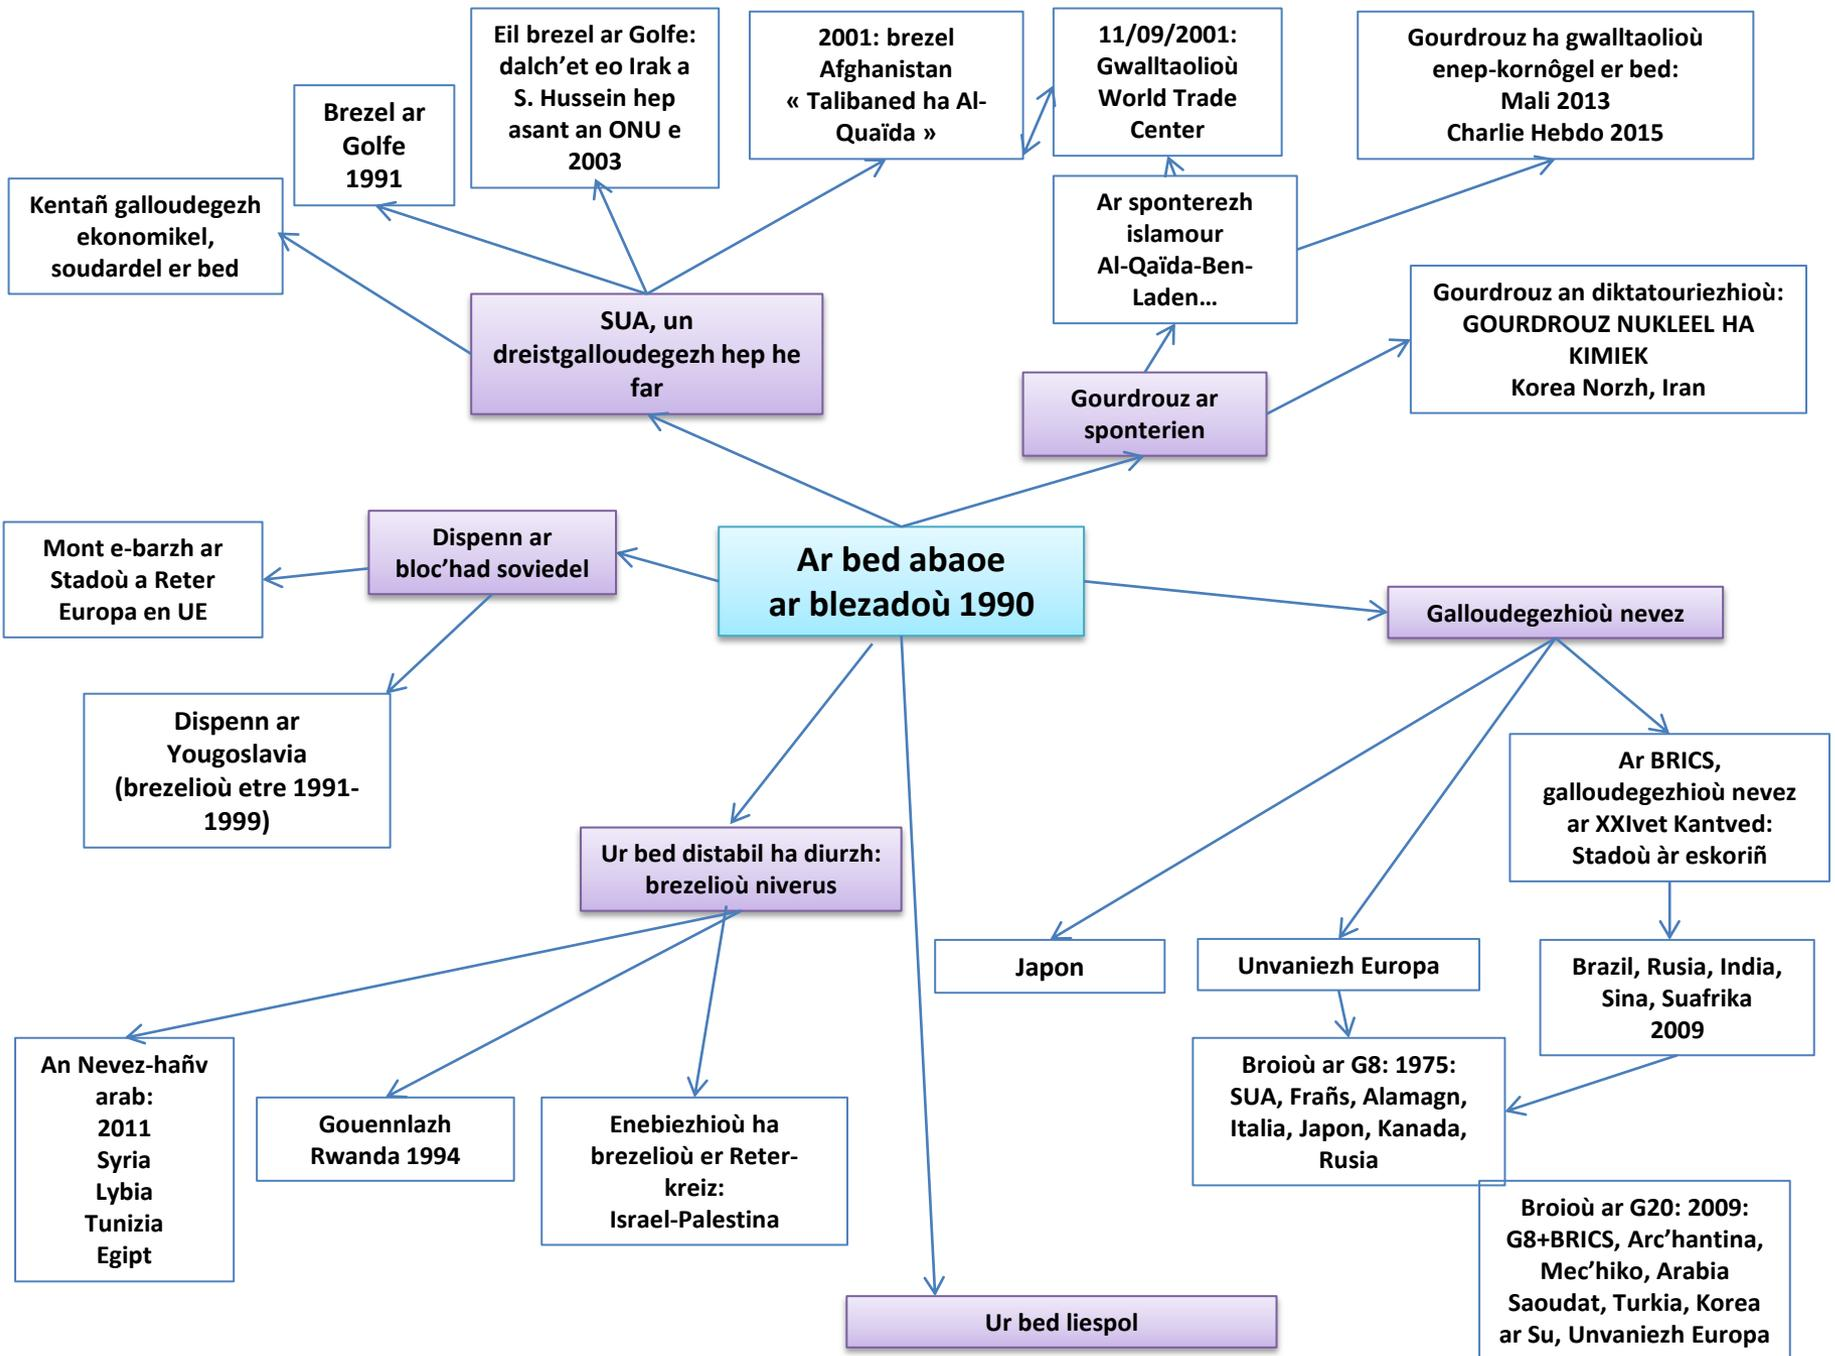 Eil brezel ar Golfe:
dalch’et eo Irak a
S. Hussein hep
asant an ONU e
2003
2001: brezel
Afghanistan
« Talibaned ha Al-
Quaïda »
11/09/2001:
Gwalltaolioù
World Trade
Center
Gourdrouz ha gwalltaolioù
enep-kornôgel er bed:
Mali 2013
Charlie Hebdo 2015
Brezel ar
Golfe
1991
Kentañ galloudegezh
ekonomikel,
soudardel er bed
Ar sponterezh
islamour
Al-Qaïda-Ben-
Laden…
Gourdrouz an diktatouriezhioù:
GOURDROUZ NUKLEEL HA
KIMIEK
Korea Norzh, Iran
SUA, un
dreistgalloudegezh hep he
far
Gourdrouz ar
sponterien
Mont e-barzh ar
Stadoù a Reter
Europa en UE
Dispenn ar
bloc’had soviedel
Ar bed abaoe
ar blezadoù 1990
Galloudegezhioù nevez
Dispenn ar
Yougoslavia
(brezelioù etre 1991-
1999)
Ar BRICS,
galloudegezhioù nevez
ar XXIvet Kantved:
Stadoù àr eskoriñ
Ur bed distabil ha diurzh:
brezelioù niverus
Japon
Unvaniezh Europa
Brazil, Rusia, India,
Sina, Suafrika
2009
An Nevez-hañv
arab:
2011
Syria
Lybia
Tunizia
Egipt
Gouennlazh
Rwanda 1994
Enebiezhioù ha
brezelioù er Reter-
kreiz:
Israel-Palestina
Broioù ar G8: 1975:
SUA, Frañs, Alamagn,
Italia, Japon, Kanada,
Rusia
Broioù ar G20: 2009:
G8+BRICS, Arc’hantina,
Mec’hiko, Arabia
Saoudat, Turkia, Korea
ar Su, Unvaniezh Europa
Ur bed liespol